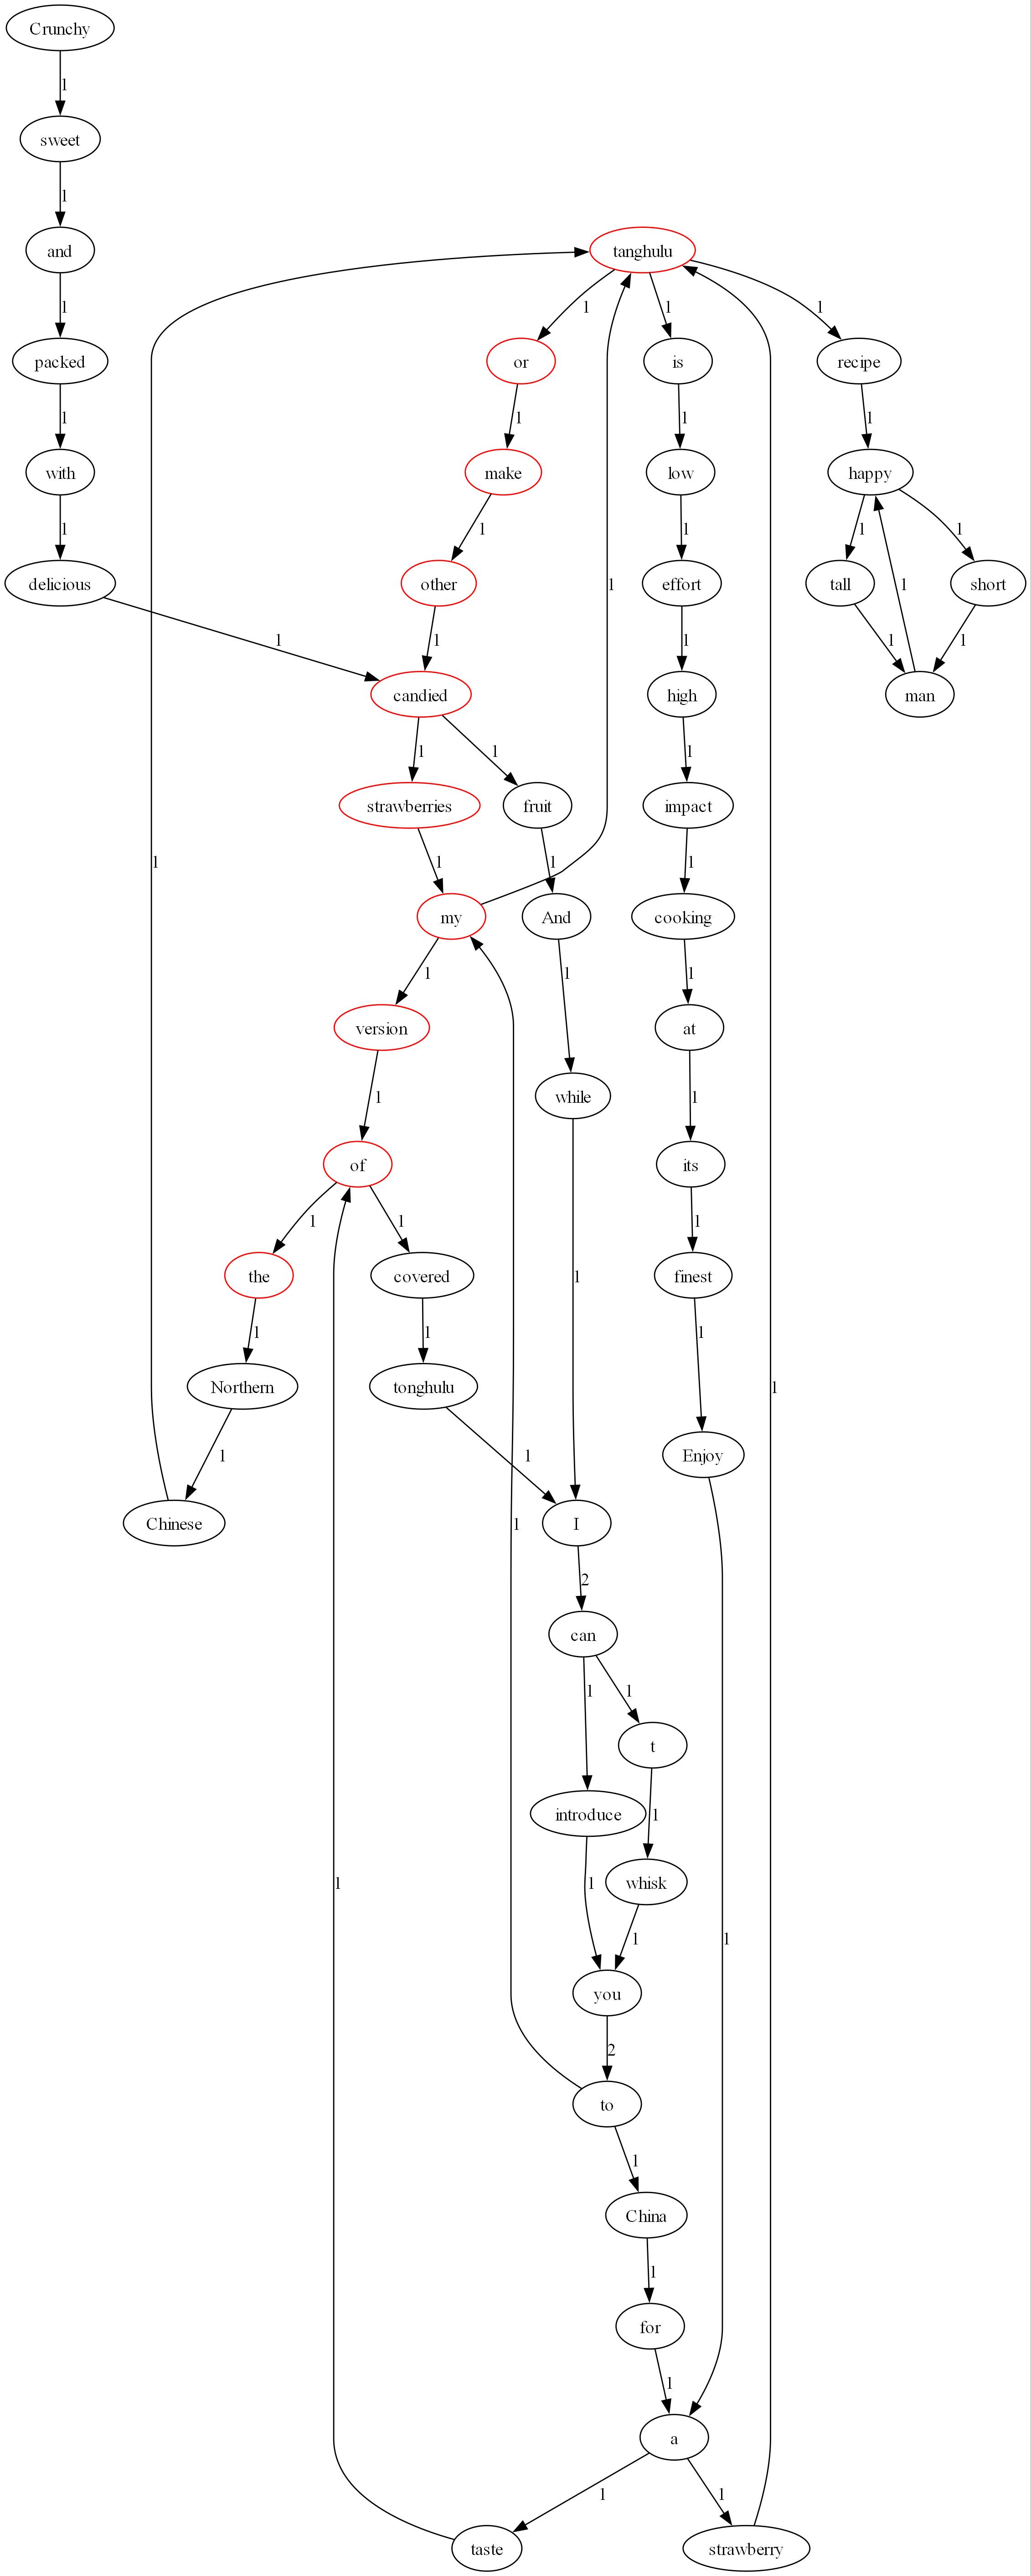 Crunchy
1
sweet
1
and
tanghulu
1
1
1
1
packed
or
is
recipe
1
1
1
1
with
make
low
happy
1
1
1
1
1
delicious
other
effort
tall
short
1
1
1
1
1
1
1
candied
high
man
1
1
1
strawberries
fruit
impact
1
1
1
1
my
And
cooking
1
1
1
version
at
1
while
1
of
its
1
1
1
1
the
covered
finest
1
1
1
Northern
tonghulu
1
1
1
Enjoy
Chinese
I
1
2
can
1
1
t
introduce
1
1
whisk
1
1
1
you
2
to
1
China
1
for
1
a
1
1
taste
strawberry